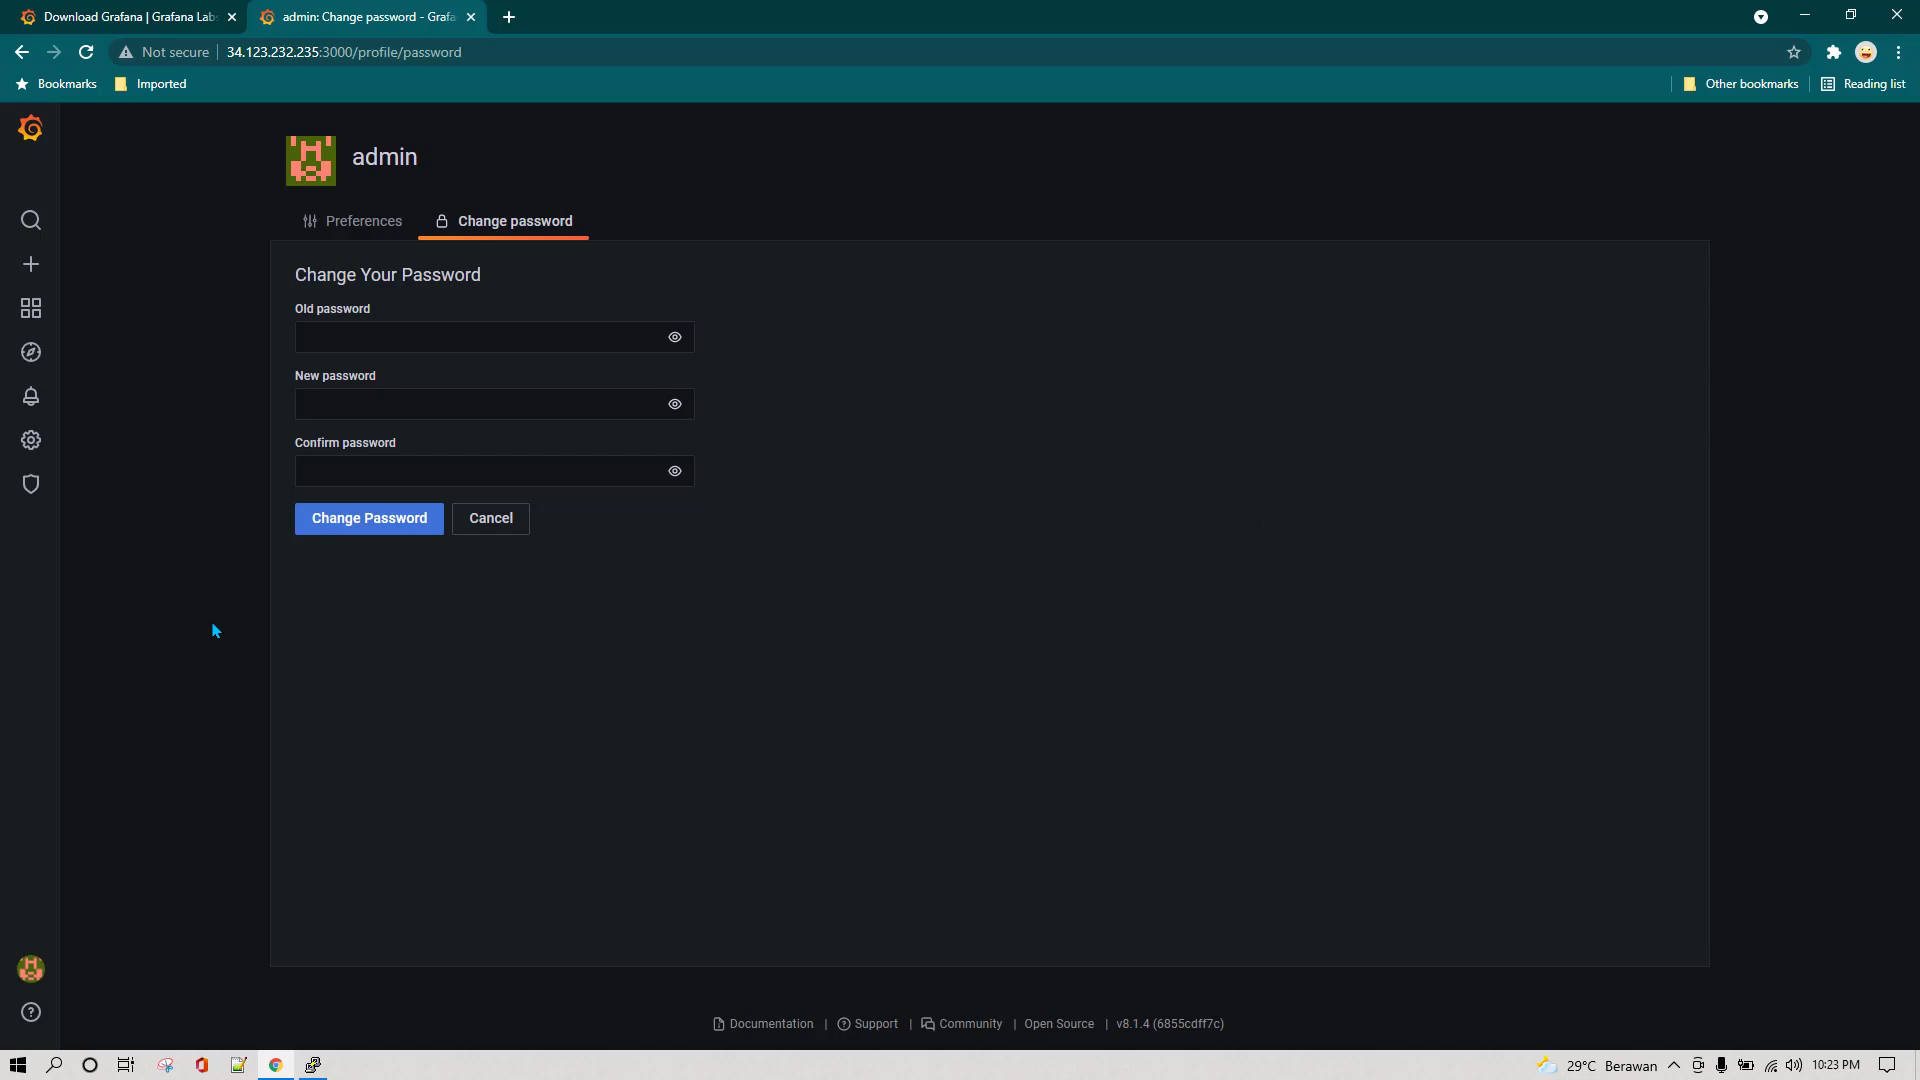 Download Grafana | Grafana Labs
admin: Change password - Grafa
Not secure
34.123.232.235:3000/profile/password
Bookmarks
Imported
Other bookmarks
Reading list
admin
Preferences
Change password
Change Your Password
Old password
New password
Confirm password
Change Password
Cancel
Documentation | Support | Community | Open Source | v8.1.4 (6855cdff7c)
29°C Berawan
10:23 PM